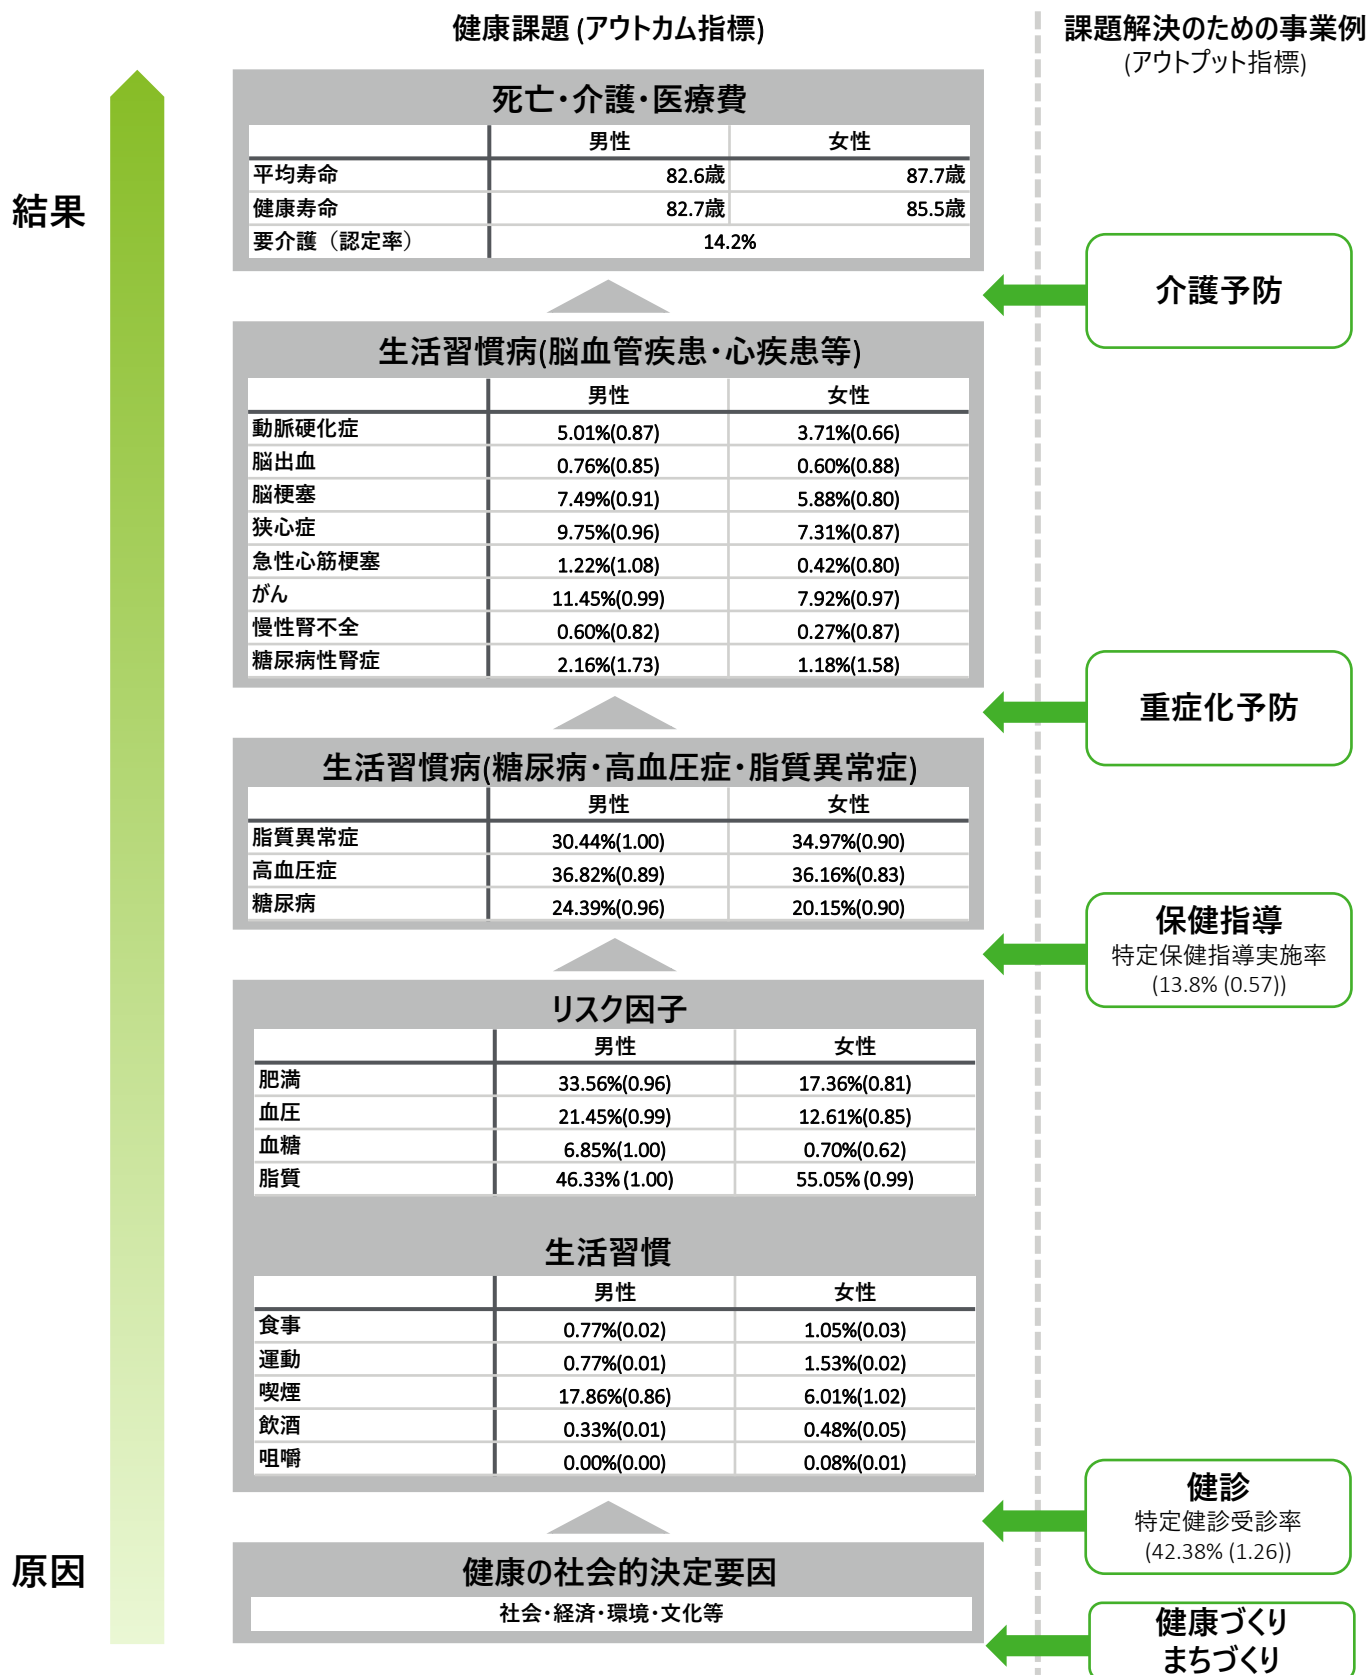 健康課題 (アウトカム指標)
課題解決のための事業例
(アウトプット指標)
結果
死亡・介護・医療費
男性 女性
平均寿命 82.6歳 87.7歳
健康寿命 82.7歳 85.5歳
要介護（認定率） 14.2%
介護予防
生活習慣病(脳血管疾患・心疾患等)
男性 女性
動脈硬化症 5.01%(0.87) 3.71%(0.66)
脳出血 0.76%(0.85) 0.60%(0.88)
脳梗塞 7.49%(0.91) 5.88%(0.80)
狭心症 9.75%(0.96) 7.31%(0.87)
急性心筋梗塞 1.22%(1.08) 0.42%(0.80)
がん 11.45%(0.99) 7.92%(0.97)
慢性腎不全 0.60%(0.82) 0.27%(0.87)
糖尿病性腎症 2.16%(1.73) 1.18%(1.58)
重症化予防
生活習慣病(糖尿病・高血圧症・脂質異常症)
男性 女性
脂質異常症 30.44%(1.00) 34.97%(0.90)
高血圧症 36.82%(0.89) 36.16%(0.83)
糖尿病 24.39%(0.96) 20.15%(0.90)
保健指導
特定保健指導実施率
(13.8% (0.57))
リスク因子
男性 女性
肥満 33.56%(0.96) 17.36%(0.81)
血圧 21.45%(0.99) 12.61%(0.85)
血糖 6.85%(1.00) 0.70%(0.62)
脂質 46.33% (1.00) 55.05% (0.99)
生活習慣
男性 女性
食事 0.77%(0.02) 1.05%(0.03)
運動 0.77%(0.01) 1.53%(0.02)
喫煙 17.86%(0.86) 6.01%(1.02)
飲酒 0.33%(0.01) 0.48%(0.05)
咀嚼 0.00%(0.00) 0.08%(0.01)
健診
特定健診受診率
(42.38% (1.26))
原因
健康の社会的決定要因
社会・経済・環境・文化等
健康づくり
まちづくり